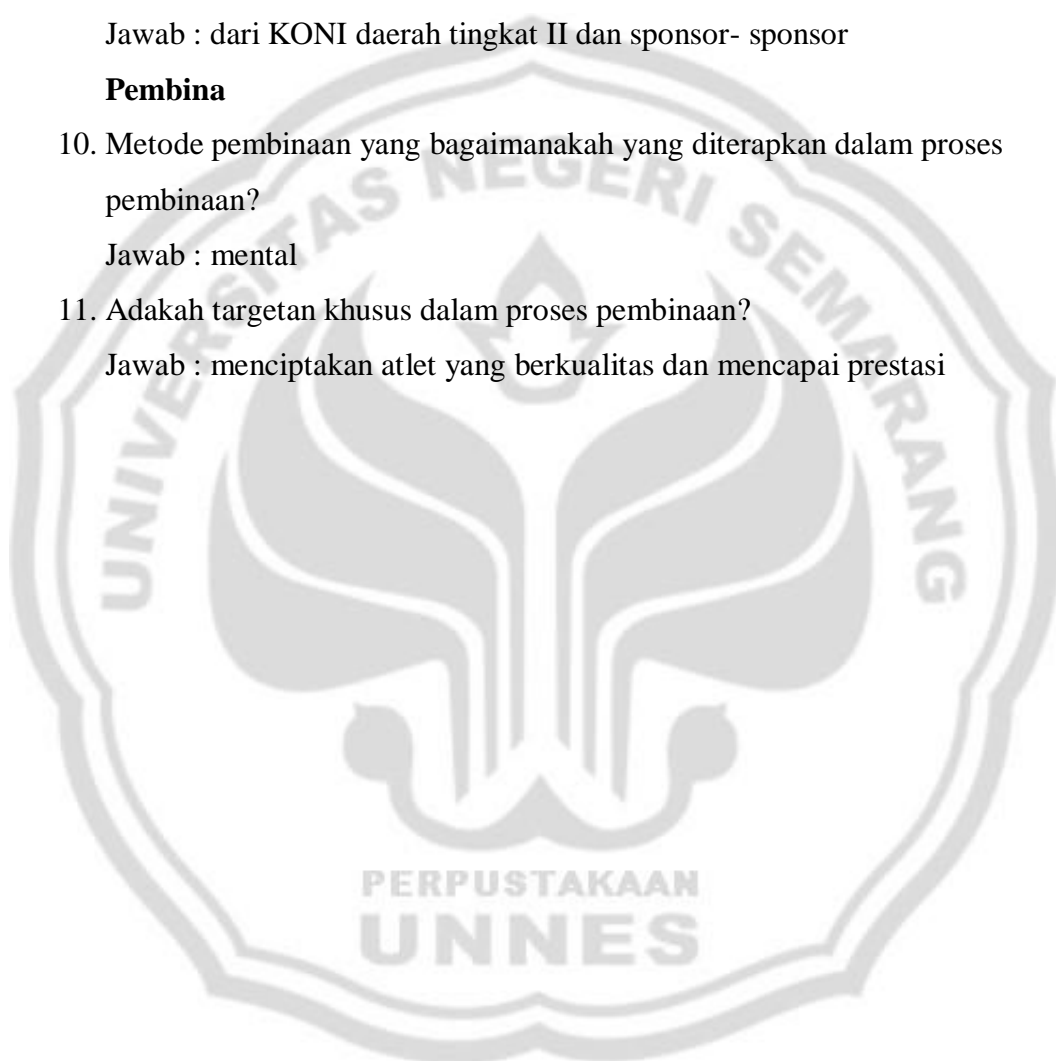 Jawab : dari KONI daerah tingkat II dan sponsor- sponsor
Pembina
10. Metode pembinaan yang bagaimanakah yang diterapkan dalam proses
pembinaan?
Jawab : mental
11. Adakah targetan khusus dalam proses pembinaan?
Jawab : menciptakan atlet yang berkualitas dan mencapai prestasi
UNIVERSITAS NEGERI SEMARANG
PERPUSTAKAAN
UNNES